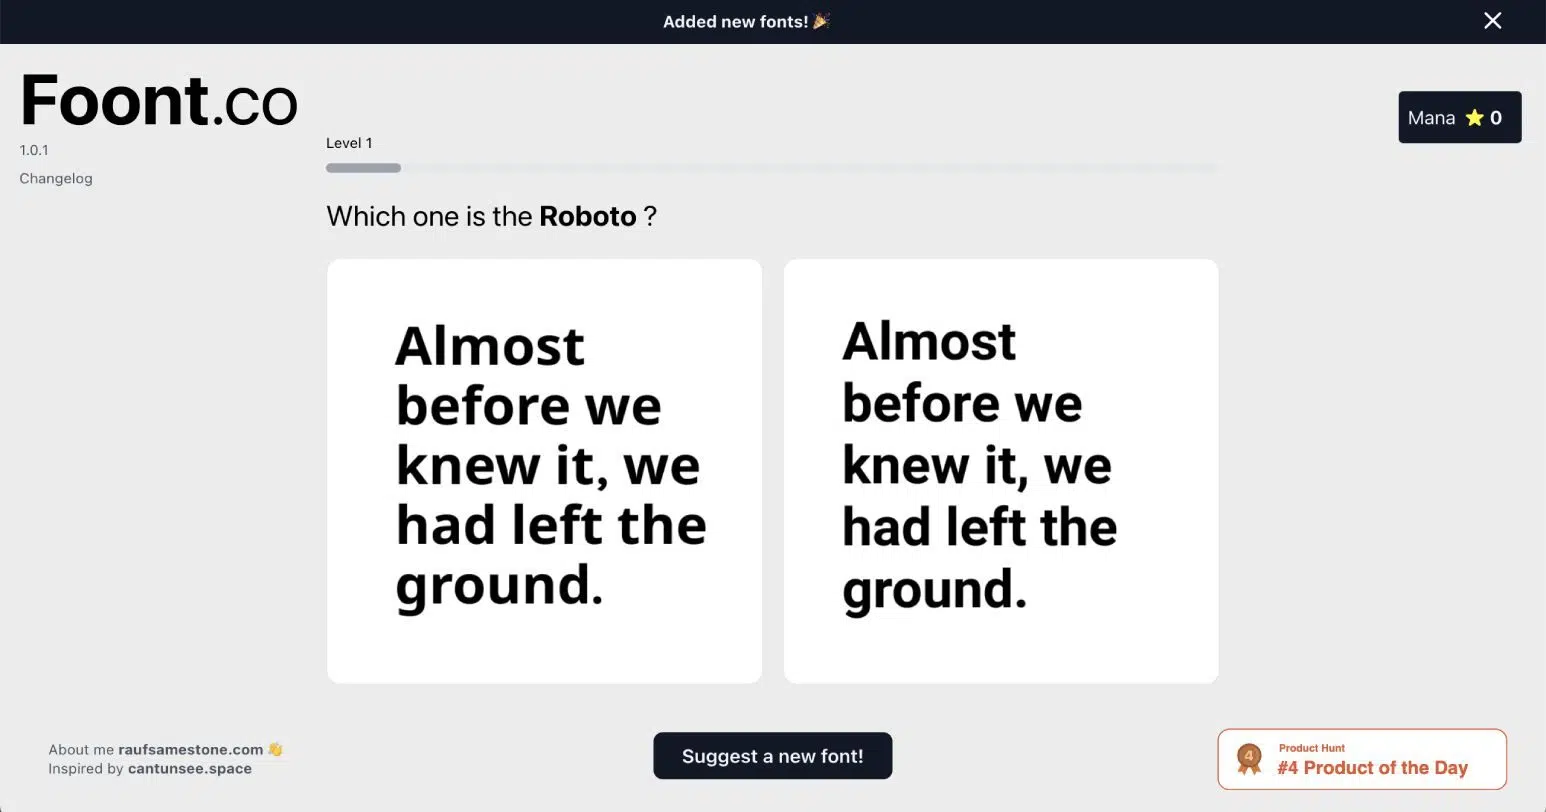 Added new fonts! 🎉
Foont.co
1.0.1
Changelog
Mana ⭐ 0
Level 1
Which one is the Roboto ?
Almost
before we
knew it, we
had left the
ground.
Almost
before we
knew it, we
had left the
ground.
About me raufsamestone.com 👋
Inspired by cantunsee.space
Suggest a new font!
4
Product Hunt
#4 Product of the Day